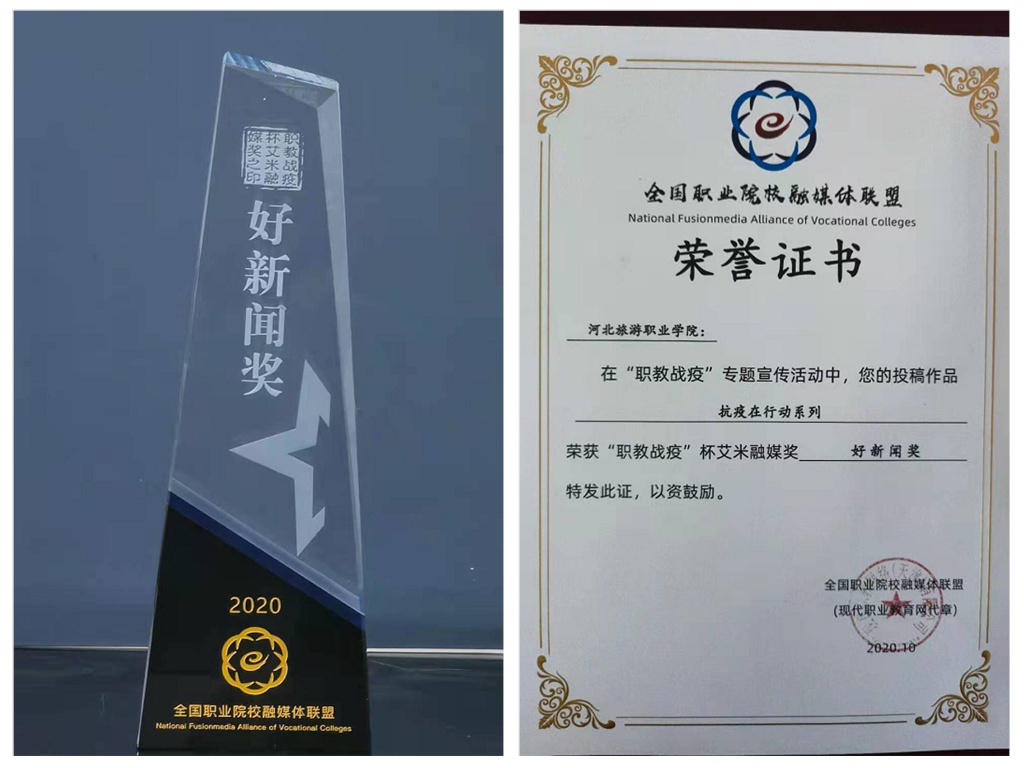 职教战疫
杯艾米融
媒奖之印
好新闻奖
2020
全国职业院校融媒体联盟
National Fusionmedia Alliance of Vocational Colleges
全国职业院校融媒体联盟
National Fusionmedia Alliance of Vocational Colleges
荣誉证书
河北旅游职业学院：
在“职教战疫”专题宣传活动中，您的投稿作品
抗疫在行动系列
荣获“职教战疫”杯艾米融媒奖 好新闻奖
特发此证，以资鼓励。
全国职业院校融媒体联盟
(现代职业教育网代章)
2020.10